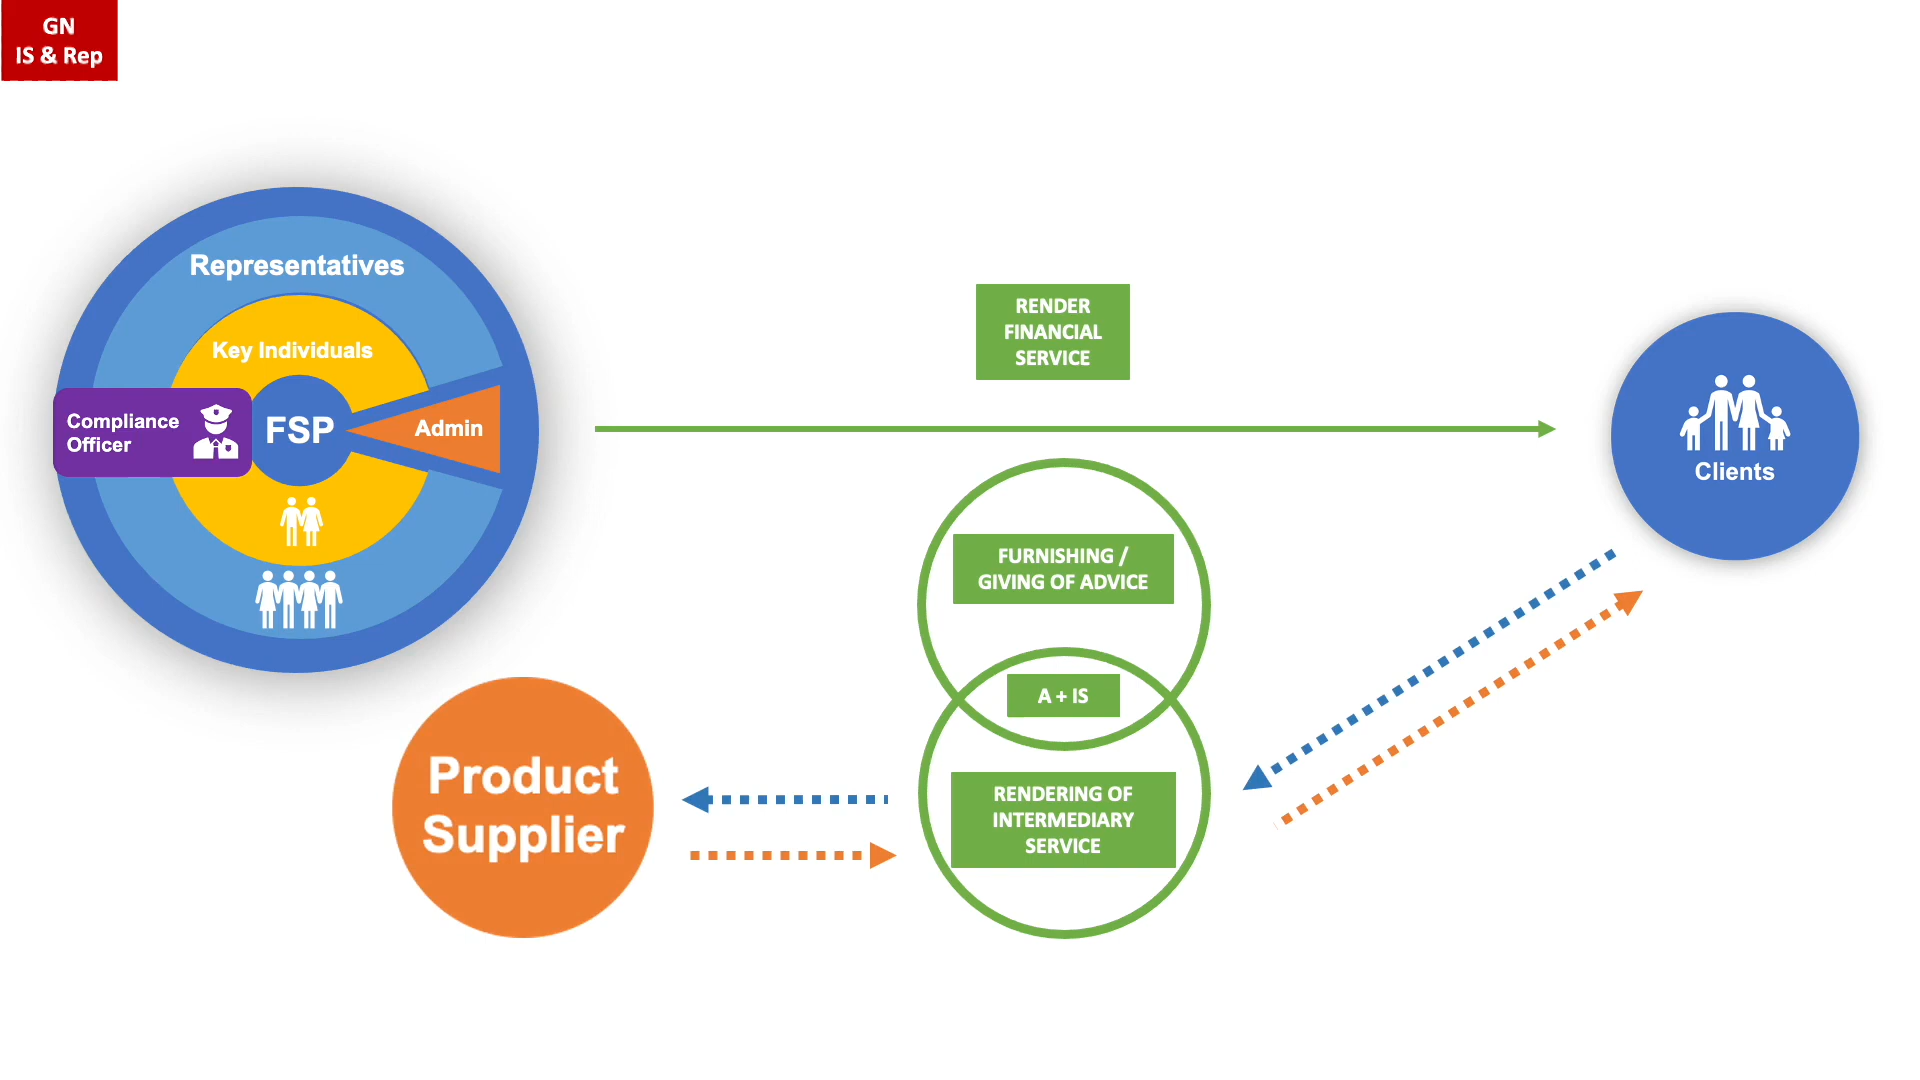 GN
IS & Rep
Representatives
Key Individuals
Compliance
Officer
FSP
Admin
RENDER
FINANCIAL
SERVICE
Clients
FURNISHING /
GIVING OF ADVICE
A + IS
RENDERING OF
INTERMEDIARY
SERVICE
Product
Supplier